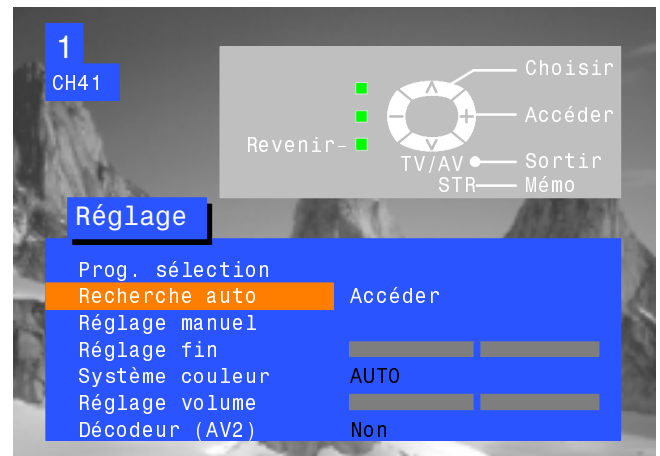 1
CH41
Choisir
Accéder
Revenir
TV/AV Sortir
STR Mémo
Réglage
Prog. sélection
Recherche auto Accéder
Réglage manuel
Réglage fin
Système couleur AUTO
Réglage volume
Décodeur (AV2) Non